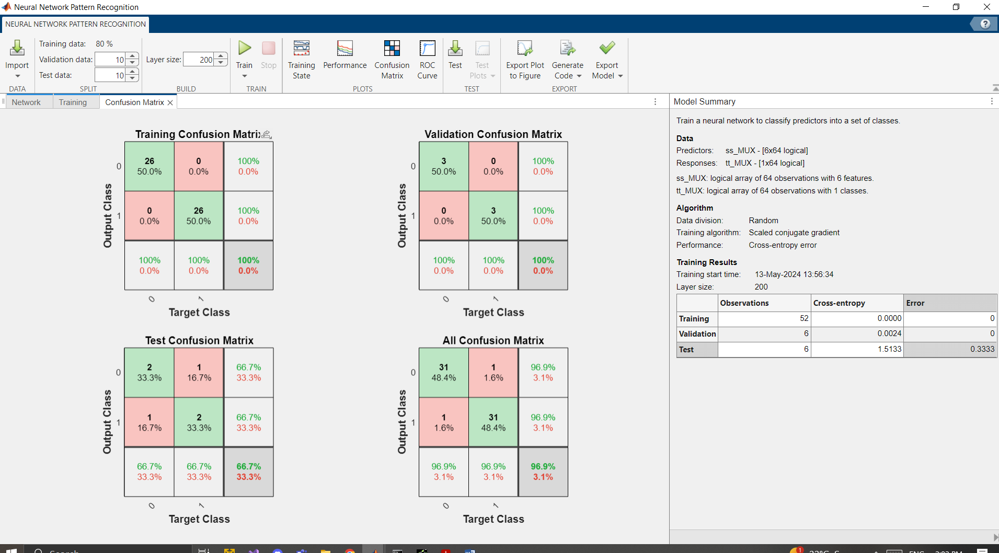 Neural Network Pattern Recognition
NEURAL NETWORK PATTERN RECOGNITION
?
Training data: 80 %
Validation data: 10
Test data: 10
Layer size: 200
Import
Train
Stop
Training State
Performance
Confusion Matrix
ROC Curve
Test
Test Plots
Export Plot to Figure
Generate Code
Export Model
DATA
SPLIT
BUILD
TRAIN
PLOTS
TEST
EXPORT
Network
Training
Confusion Matrix
Training Confusion Matrix
Output Class
0
26
50.0%
0
0.0%
100%
0.0%
1
0
0.0%
26
50.0%
100%
0.0%
100%
0.0%
100%
0.0%
100%
0.0%
0
1
Target Class
Validation Confusion Matrix
Output Class
0
3
50.0%
0
0.0%
100%
0.0%
1
0
0.0%
3
50.0%
100%
0.0%
100%
0.0%
100%
0.0%
100%
0.0%
0
1
Target Class
Test Confusion Matrix
Output Class
0
2
33.3%
1
16.7%
66.7%
33.3%
1
1
16.7%
2
33.3%
66.7%
33.3%
66.7%
33.3%
66.7%
33.3%
66.7%
33.3%
0
1
Target Class
All Confusion Matrix
Output Class
0
31
48.4%
1
1.6%
96.9%
3.1%
1
1
1.6%
31
48.4%
96.9%
3.1%
96.9%
3.1%
96.9%
3.1%
96.9%
3.1%
0
1
Target Class
Model Summary
Train a neural network to classify predictors into a set of classes.
Data
Predictors: ss_MUX - [6x64 logical]
Responses: tt_MUX - [1x64 logical]
ss_MUX: logical array of 64 observations with 6 features.
tt_MUX: logical array of 64 observations with 1 classes.
Algorithm
Data division: Random
Training algorithm: Scaled conjugate gradient
Performance: Cross-entropy error
Training Results
Training start time: 13-May-2024 13:56:34
Layer size: 200
Observations Cross-entropy Error
Training 52 0.0000 0
Validation 6 0.0024 0
Test 6 1.5133 0.3333
Search
1